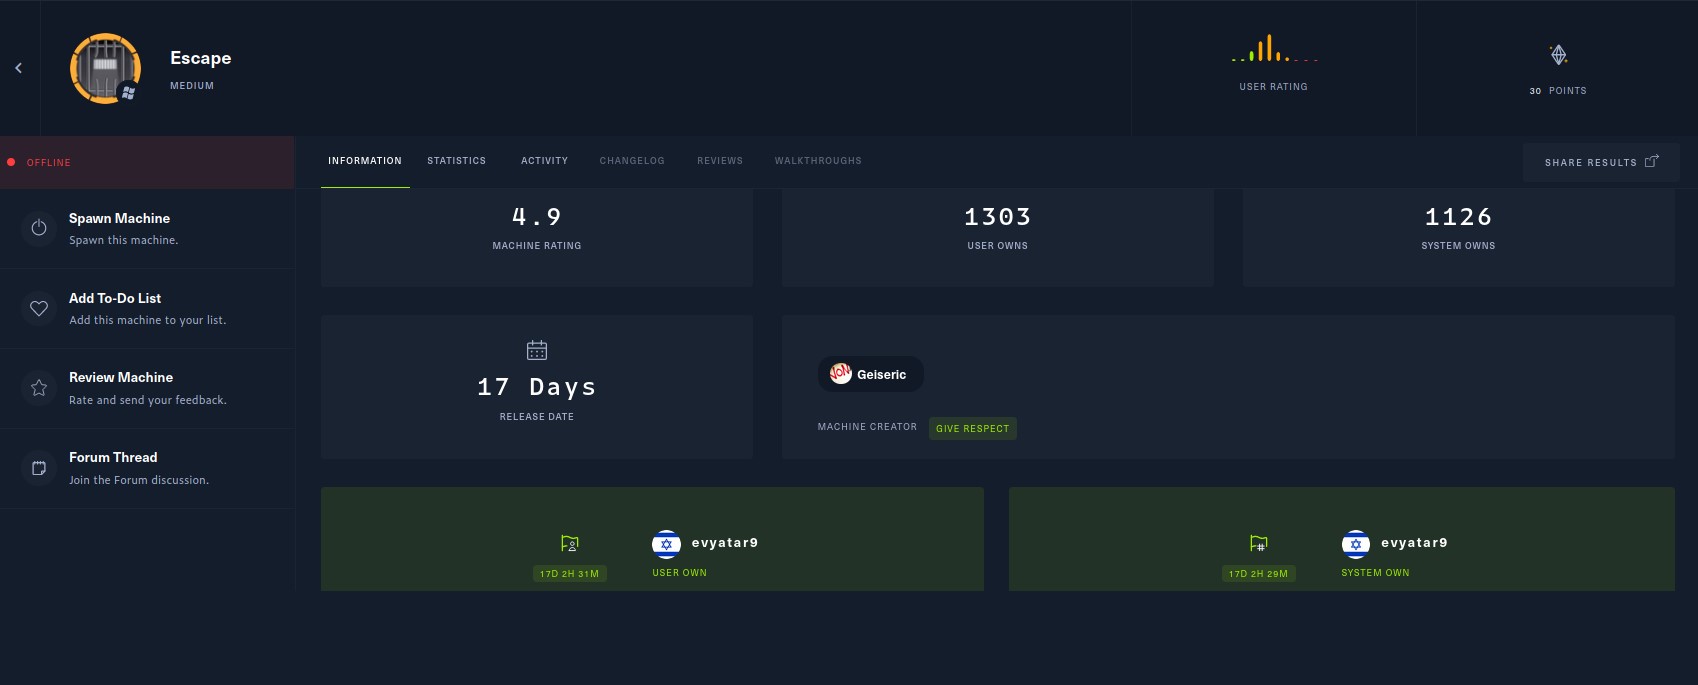 Escape
MEDIUM
USER RATING
30 POINTS
OFFLINE
INFORMATION
STATISTICS
ACTIVITY
CHANGELOG
REVIEWS
WALKTHROUGHS
SHARE RESULTS
Spawn Machine
Spawn this machine.
Add To-Do List
Add this machine to your list.
Review Machine
Rate and send your feedback.
Forum Thread
Join the Forum discussion.
4.9
MACHINE RATING
1303
USER OWNS
1126
SYSTEM OWNS
17 Days
RELEASE DATE
Geiseric
MACHINE CREATOR
GIVE RESPECT
evyatar9
17D 2H 31M
USER OWN
evyatar9
17D 2H 29M
SYSTEM OWN